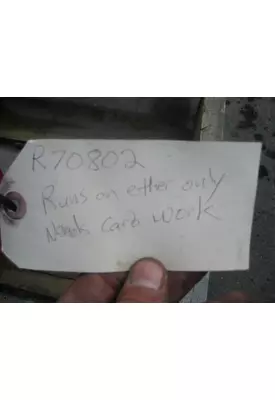 R70802
Runs on ether only
Needs Carb work